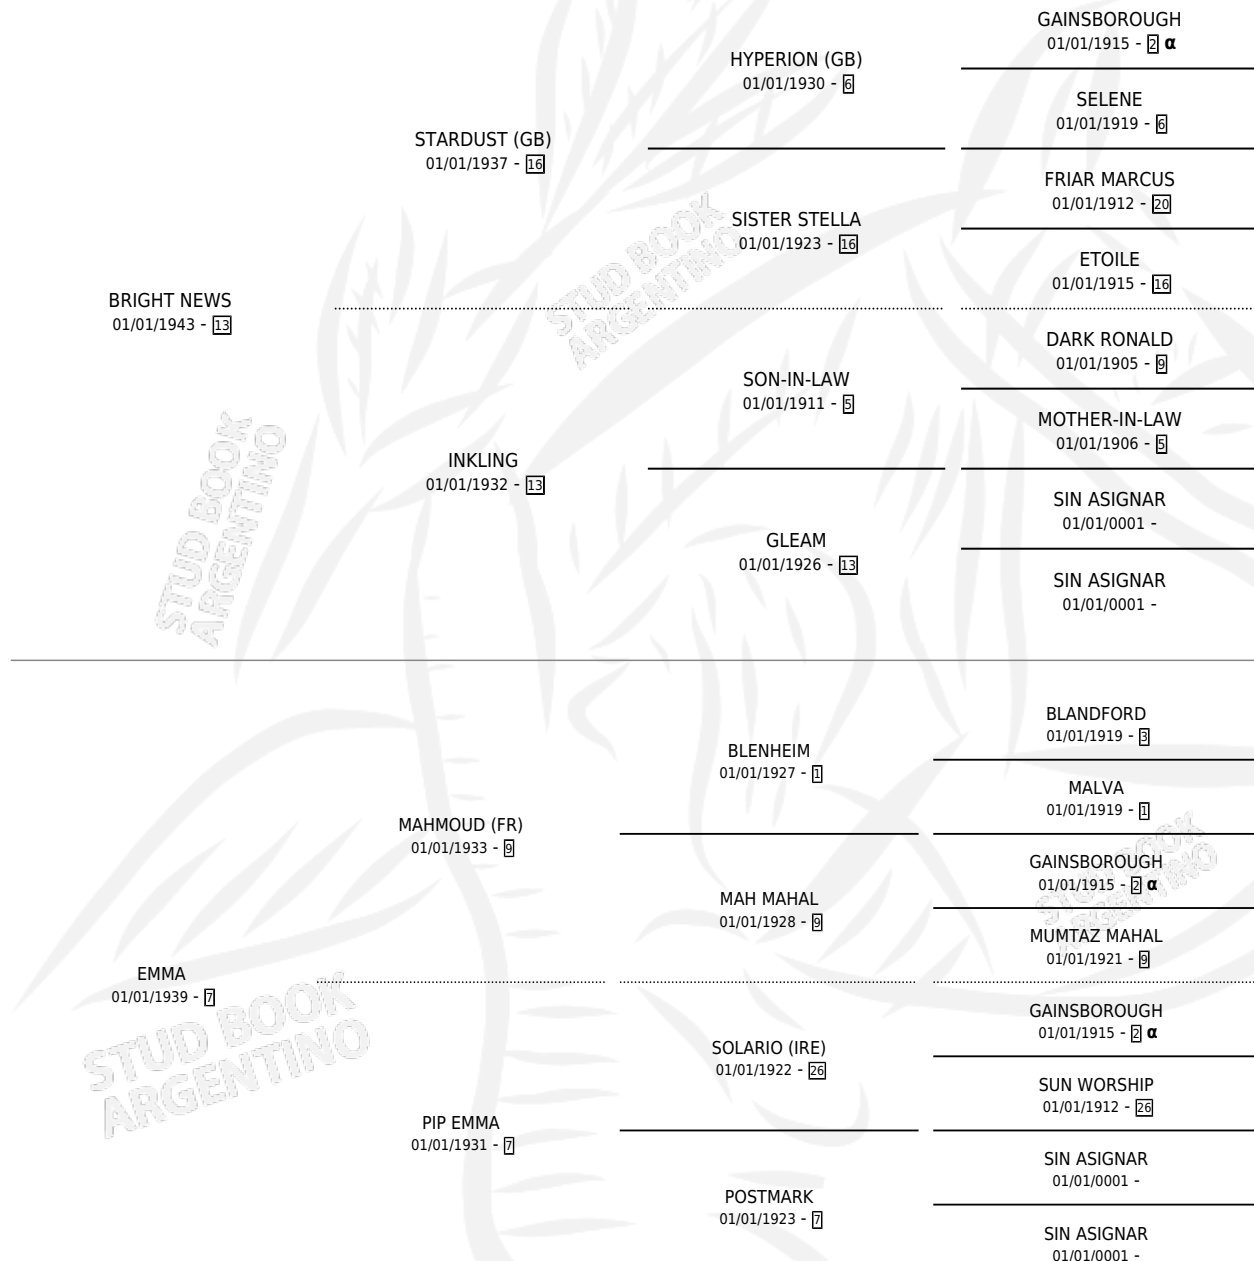 GAINSBOROUGH
01/01/1915 - 2 α
HYPERION (GB)
01/01/1930 - 6
SELENE
01/01/1919 - 6
STARDUST (GB)
01/01/1937 - 16
FRIAR MARCUS
01/01/1912 - 20
SISTER STELLA
01/01/1923 - 16
ETOILE
01/01/1915 - 16
BRIGHT NEWS
01/01/1943 - 13
DARK RONALD
01/01/1905 - 9
SON-IN-LAW
01/01/1911 - 5
MOTHER-IN-LAW
01/01/1906 - 5
INKLING
01/01/1932 - 13
SIN ASIGNAR
01/01/0001 -
GLEAM
01/01/1926 - 13
SIN ASIGNAR
01/01/0001 -
STUD BOOK
ARGENTINO
STUD BOOK
ARGENTINO
BLANDFORD
01/01/1919 - 3
BLENHEIM
01/01/1927 - 1
MALVA
01/01/1919 - 1
MAHMOUD (FR)
01/01/1933 - 9
GAINSBOROUGH
01/01/1915 - 2 α
MAH MAHAL
01/01/1928 - 9
MUMTAZ MAHAL
01/01/1921 - 9
EMMA
01/01/1939 - 7
GAINSBOROUGH
01/01/1915 - 2 α
SOLARIO (IRE)
01/01/1922 - 26
SUN WORSHIP
01/01/1912 - 26
PIP EMMA
01/01/1931 - 7
SIN ASIGNAR
01/01/0001 -
POSTMARK
01/01/1923 - 7
SIN ASIGNAR
01/01/0001 -
STUD BOOK
ARGENTINO
STUD BOOK
ARGENTINO